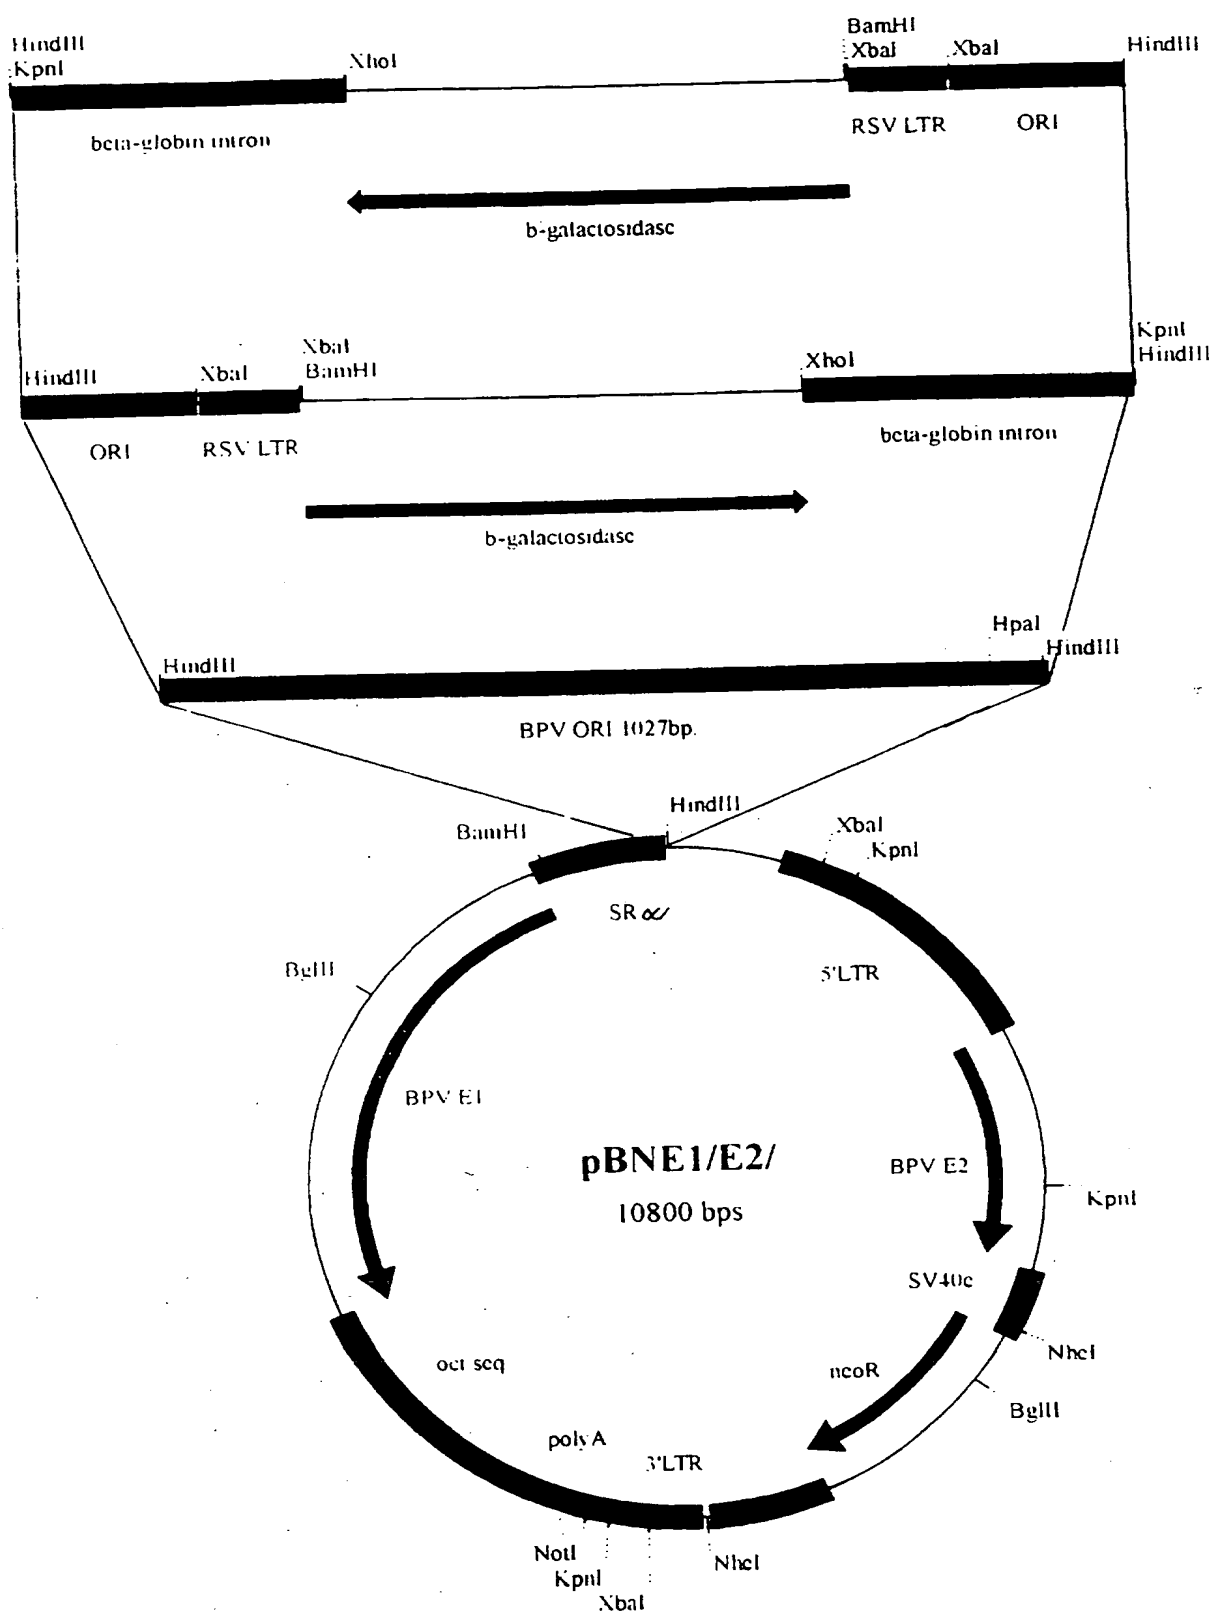 HindIII
KpnI
XhoI
BamHI
XbaI
XbaI
HindIII
beta-globin intron
RSV LTR
ORI
b-galactosidase
HindIII
XbaI
XbaI
BamHI
XhoI
KpnI
HindIII
ORI
RSV LTR
beta-globin intron
b-galactosidase
HindIII
HpaI
HindIII
BPV ORI 1027bp.
BamHI
HindIII
XbaI
KpnI
SRα
BglII
5'LTR
BPV E1
pBNE1/E2/
10800 bps
BPV E2
KpnI
SV40e
NheI
oct seq
neoR
BglII
polyA
3'LTR
NotI
KpnI
XbaI
NheI